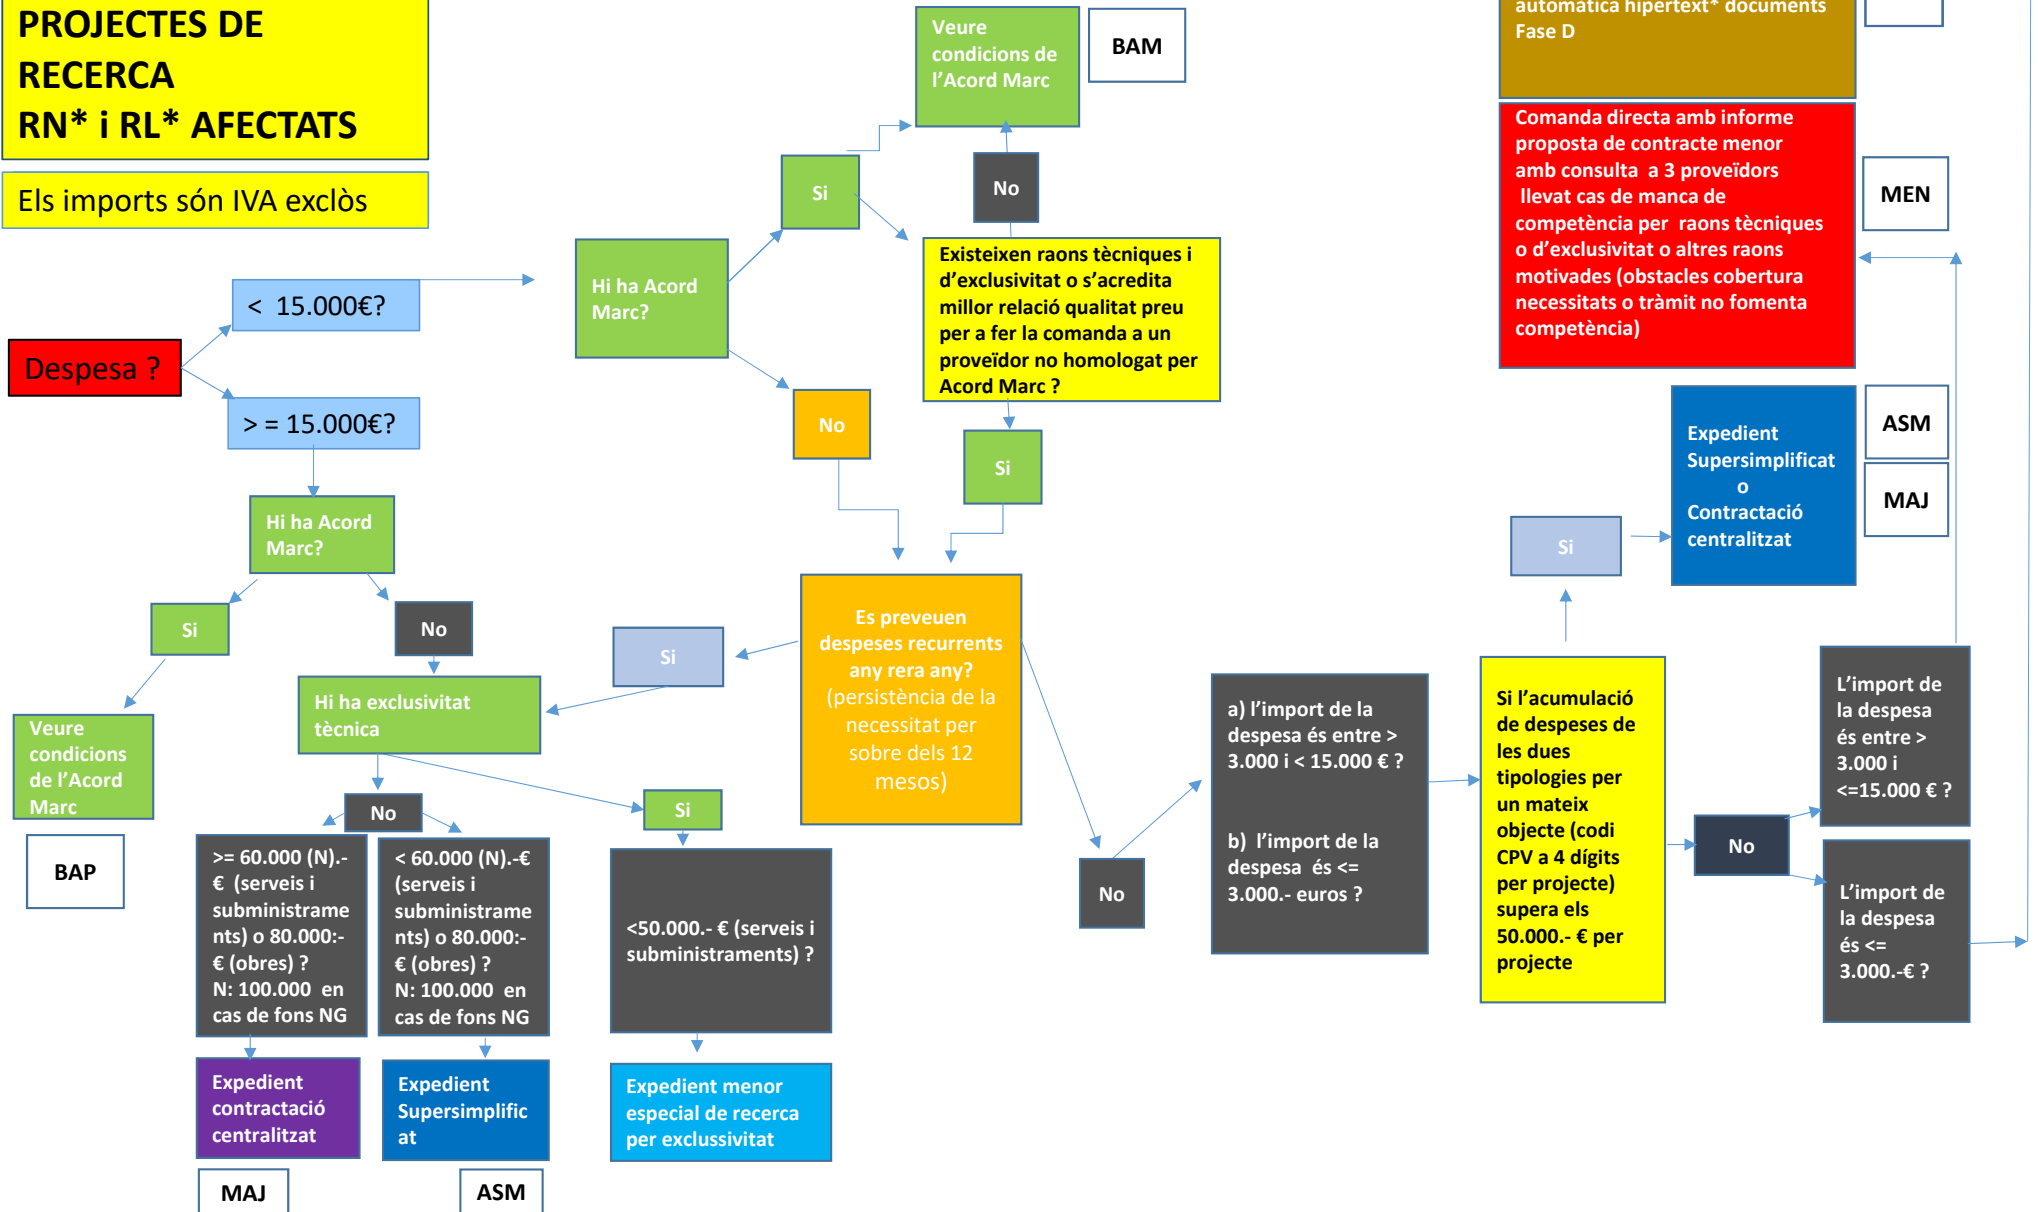 PROJECTES DE
RECERCA
RN* i RL* AFECTATS
Els imports són IVA exclòs
Despesa ?
< 15.000€?
> = 15.000€?
Hi ha Acord
Marc?
Si
No
Veure
condicions de
l'Acord Marc
BAM
No
Existeixen raons tècniques i
d'exclusivitat o s'acredita
millor relació qualitat preu
per a fer la comanda a un
proveïdor no homologat per
Acord Marc ?
Si
Hi ha Acord
Marc?
Si
No
Veure
condicions
de l'Acord
Marc
BAP
Hi ha exclusivitat
tècnica
Si
Es preveuen
despeses recurrents
any rera any?
(persistència de la
necessitat per
sobre dels 12
mesos)
No
Si
>= 60.000 (N).-
€ (serveis i
subministrame
nts) o 80.000:-
€ (obres) ?
N: 100.000 en
cas de fons NG
< 60.000 (N).-€
(serveis i
subministrame
nts) o 80.000:-
€ (obres) ?
N: 100.000 en
cas de fons NG
<50.000.- € (serveis i
subministraments) ?
Expedient
contractació
centralitzat
Expedient
Supersimplific
at
Expedient menor
especial de recerca
per exclussivitat
MAJ
ASM
No
a) l'import de la
despesa és entre >
3.000 i < 15.000 € ?
b) l'import de la
despesa és <=
3.000.- euros ?
Si l'acumulació
de despeses de
les dues
tipologies per
un mateix
objecte (codi
CPV a 4 dígits
per projecte)
supera els
50.000.- € per
projecte
Si
Expedient
Supersimplificat
o
Contractació
centralitzat
ASM
MAJ
No
L'import de
la despesa
és entre >
3.000 i
<=15.000 € ?
L'import de
la despesa
és <=
3.000.-€ ?
automàtica hipertext* documents
Fase D
Comanda directa amb informe
proposta de contracte menor
amb consulta a 3 proveïdors
llevat cas de manca de
competència per raons tècniques
o d'exclusivitat o altres raons
motivades (obstacles cobertura
necessitats o tràmit no fomenta
competència)
MEN